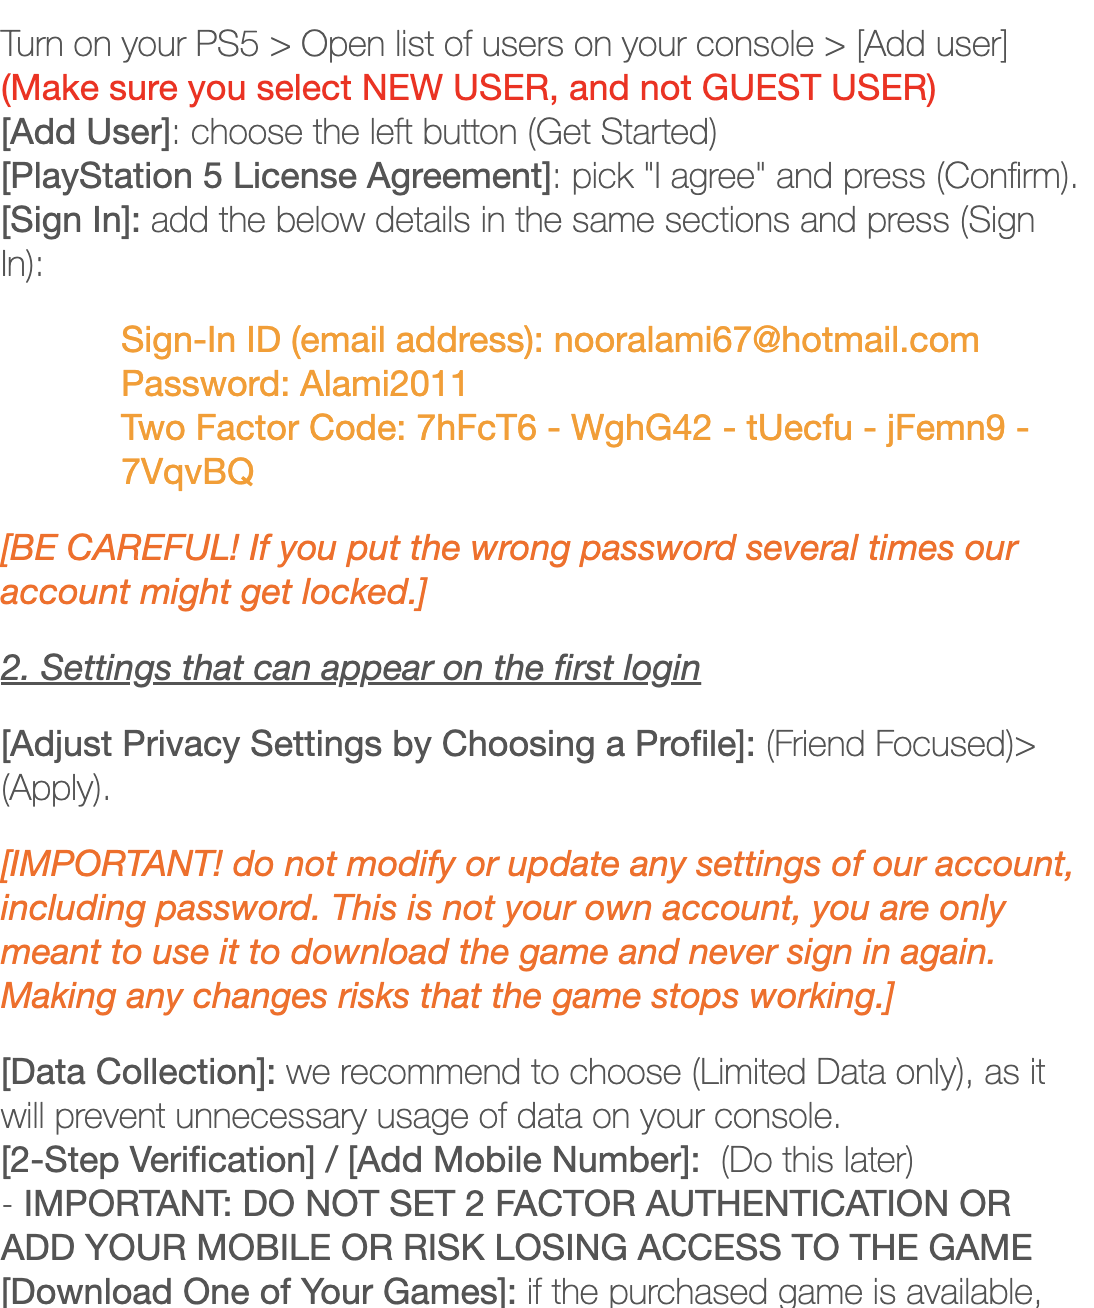 Turn on your PS5 > Open list of users on your console > [Add user]
(Make sure you select NEW USER, and not GUEST USER)
[Add User]: choose the left button (Get Started)
[PlayStation 5 License Agreement]: pick "I agree" and press (Confirm).
[Sign In]: add the below details in the same sections and press (Sign
In):
Sign-In ID (email address): nooralami67@hotmail.com
Password: Alami2011
Two Factor Code: 7hFcT6 - WghG42 - tUecfu - jFemn9 -
7VqvBQ
[BE CAREFUL! If you put the wrong password several times our
account might get locked.]
2. Settings that can appear on the first login
[Adjust Privacy Settings by Choosing a Profile]: (Friend Focused)>
(Apply).
[IMPORTANT! do not modify or update any settings of our account,
including password. This is not your own account, you are only
meant to use it to download the game and never sign in again.
Making any changes risks that the game stops working.]
[Data Collection]: we recommend to choose (Limited Data only), as it
will prevent unnecessary usage of data on your console.
[2-Step Verification] / [Add Mobile Number]:  (Do this later)
- IMPORTANT: DO NOT SET 2 FACTOR AUTHENTICATION OR
ADD YOUR MOBILE OR RISK LOSING ACCESS TO THE GAME
[Download One of Your Games]: if the purchased game is available,